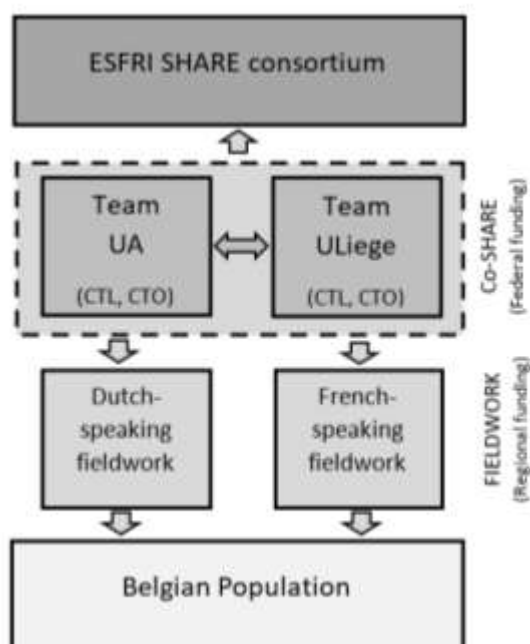 ESFRI SHARE consortium
Team
UA
(CTL, CTO)
Team
ULiege
(CTL, CTO)
Co-SHARE
(Federal funding)
Dutch-
speaking
fieldwork
French-
speaking
fieldwork
FIELDWORK
(Regional funding)
Belgian Population